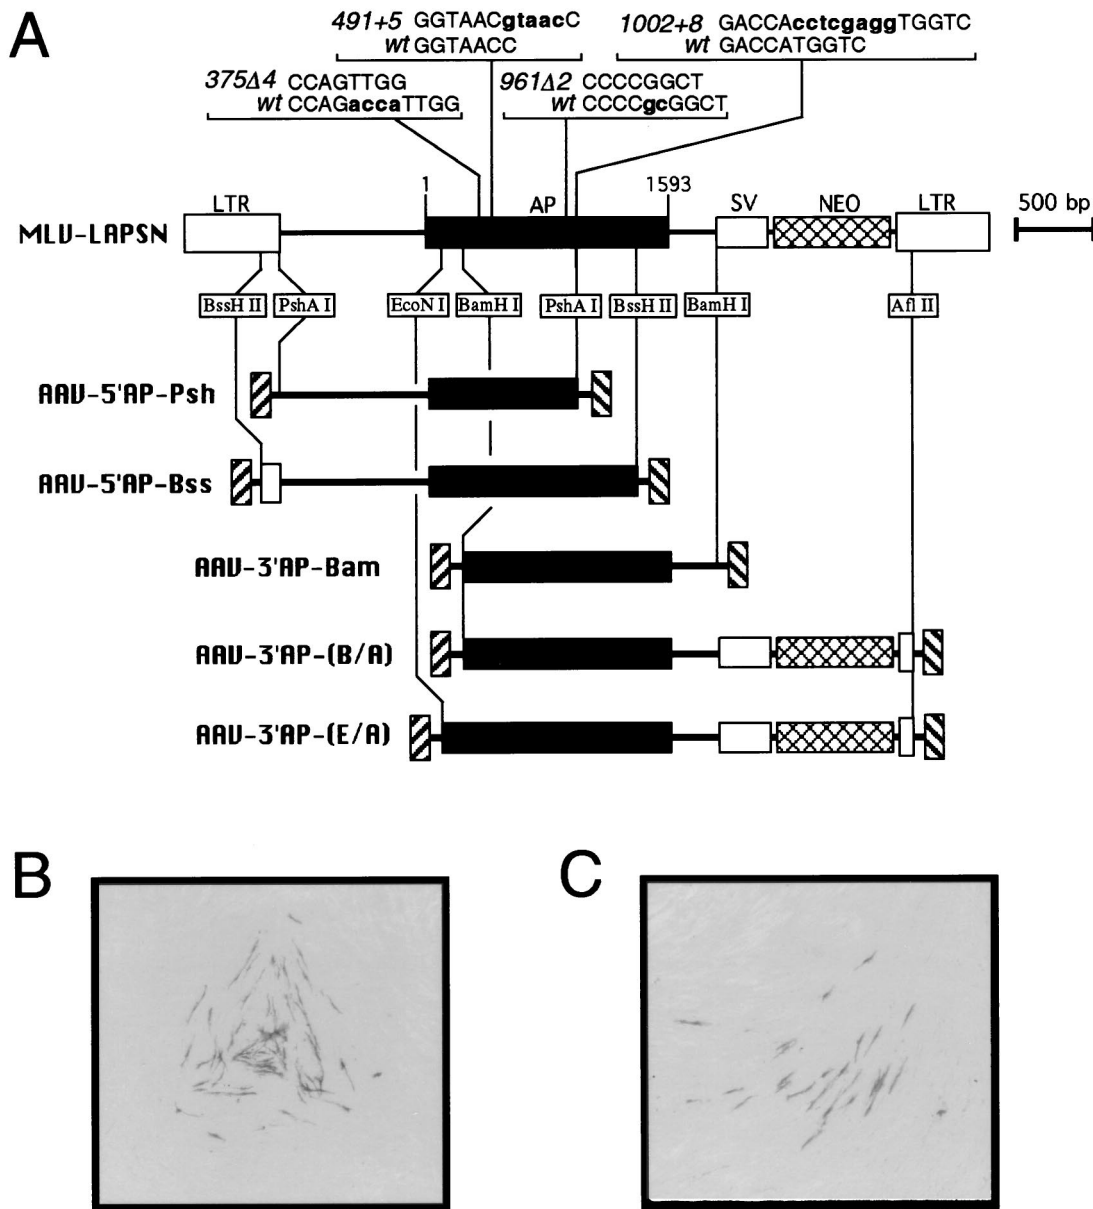 A
491+5 GGTAACgtaacC
wt GGTAACC
1002+8 GACCAcctcgaggTGGTC
wt GACCATGGTC
375Δ4 CCAGTTGG
wt CCAGaccaTTGG
961Δ2 CCCCGGCT
wt CCCCgcGGCT
1 1593
LTR AP SV NEO LTR 500 bp
MLV-LAPSN
BssH II PshA I EcoN I BamH I PshA I BssH II BamH I Afl II
AAV-5'AP-Psh
AAV-5'AP-Bss
AAV-3'AP-Bam
AAV-3'AP-(B/A)
AAV-3'AP-(E/A)
B C